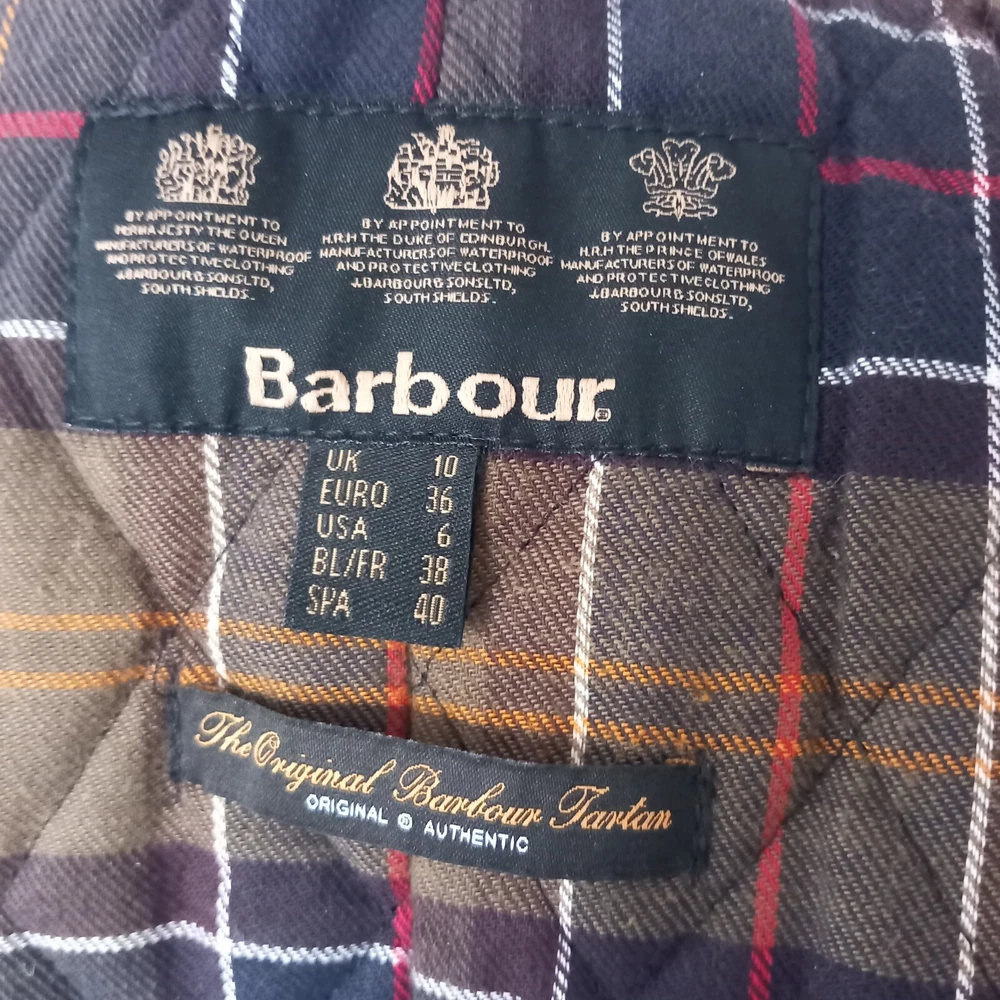 BY APPOINTMENT TO
HER MAJESTY THE QUEEN
MANUFACTURERS OF WATERPROOF
AND PROTECTIVE CLOTHING
J.BARBOUR & SONS LTD,
SOUTH SHIELDS.
BY APPOINTMENT TO
H.R.H THE DUKE OF EDINBURGH.
MANUFACTURERS OF WATERPROOF
AND PROTECTIVE CLOTHING
J.BARBOUR & SONS LTD,
SOUTH SHIELDS.
BY APPOINTMENT TO
H.R.H THE PRINCE OF WALES
MANUFACTURERS OF WATERPROOF
AND PROTECTIVE CLOTHING
J.BARBOUR & SONS LTD,
SOUTH SHIELDS.
Barbour®
UK 10
EURO 36
USA 6
BL/FR 38
SPA 40
The Original Barbour Tartan
ORIGINAL ® AUTHENTIC